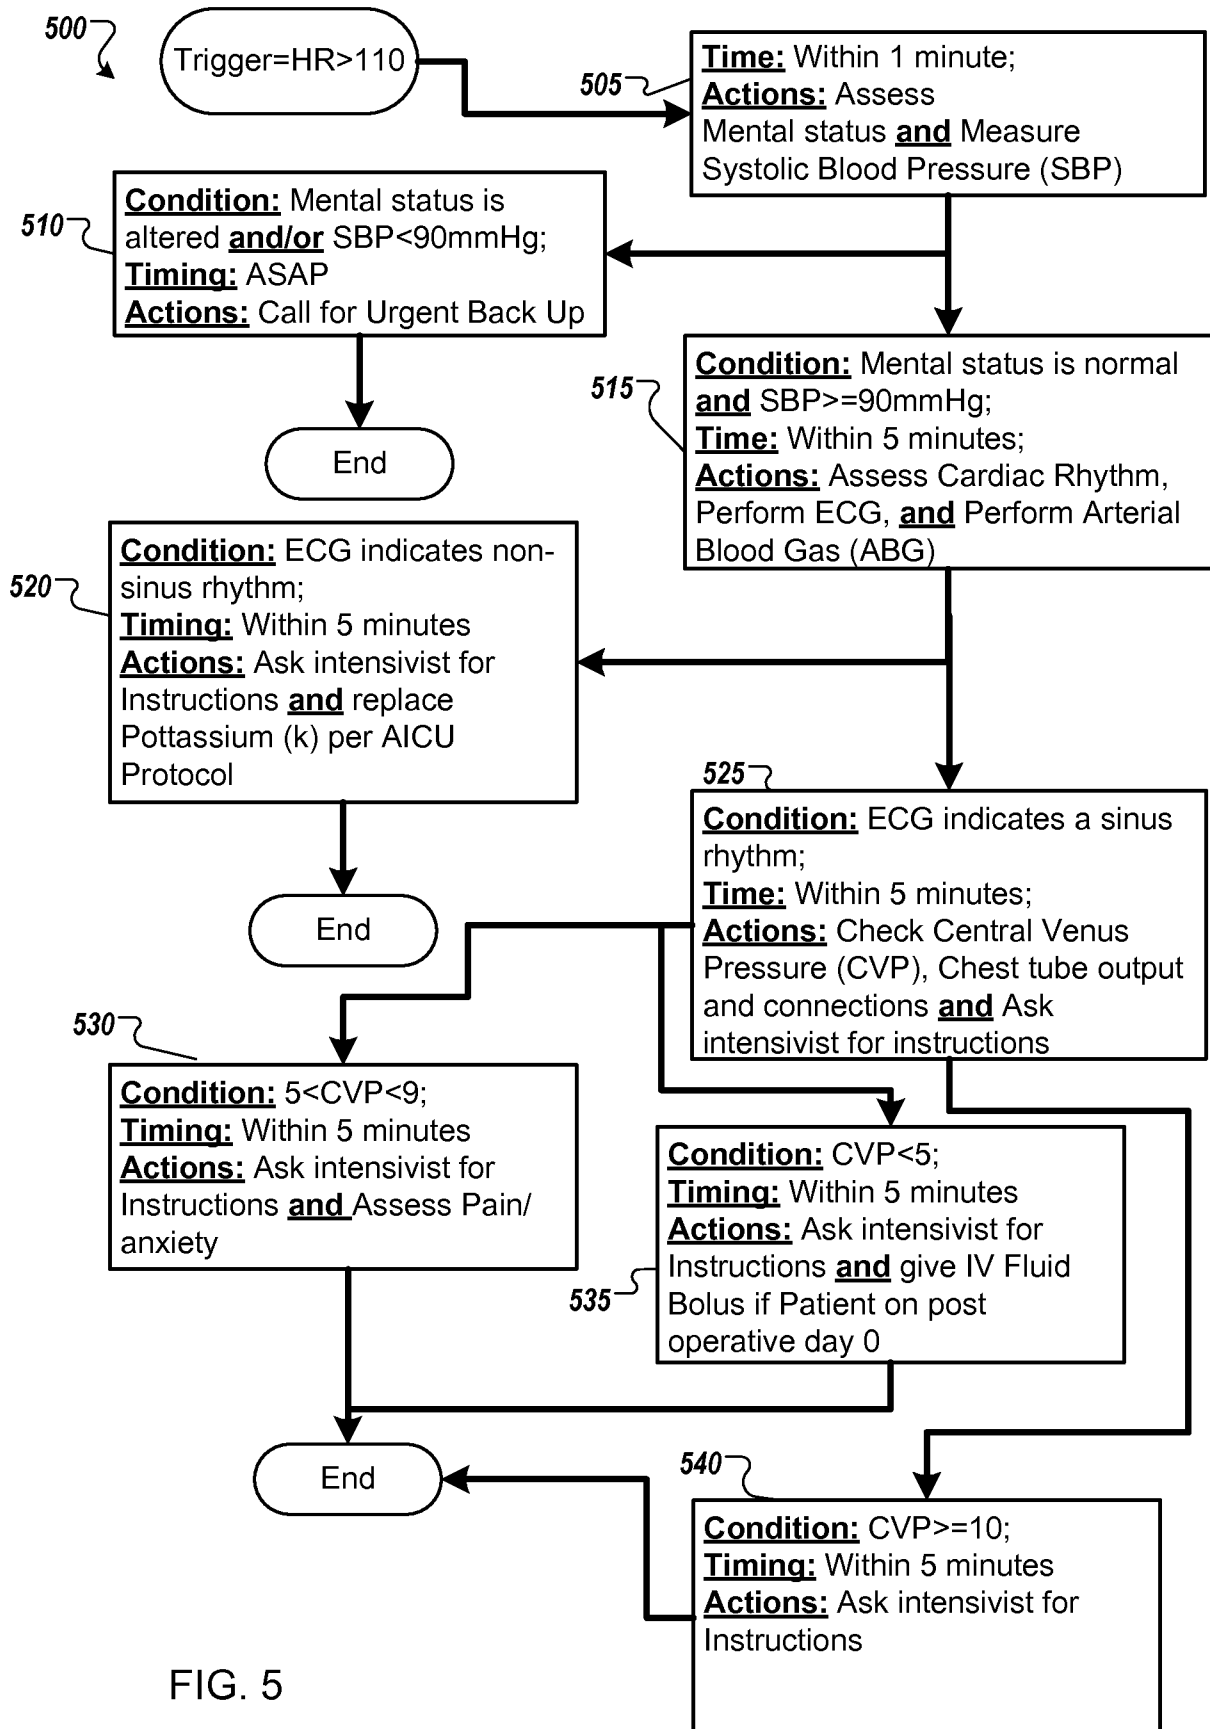 500
Trigger=HR>110
505
Time: Within 1 minute;
Actions: Assess
Mental status and Measure
Systolic Blood Pressure (SBP)
510
Condition: Mental status is
altered and/or SBP<90mmHg;
Timing: ASAP
Actions: Call for Urgent Back Up
End
515
Condition: Mental status is normal
and SBP>=90mmHg;
Time: Within 5 minutes;
Actions: Assess Cardiac Rhythm,
Perform ECG, and Perform Arterial
Blood Gas (ABG)
520
Condition: ECG indicates non-
sinus rhythm;
Timing: Within 5 minutes
Actions: Ask intensivist for
Instructions and replace
Pottassium (k) per AICU
Protocol
End
525
Condition: ECG indicates a sinus
rhythm;
Time: Within 5 minutes;
Actions: Check Central Venus
Pressure (CVP), Chest tube output
and connections and Ask
intensivist for instructions
530
Condition: 5<CVP<9;
Timing: Within 5 minutes
Actions: Ask intensivist for
Instructions and Assess Pain/
anxiety
535
Condition: CVP<5;
Timing: Within 5 minutes
Actions: Ask intensivist for
Instructions and give IV Fluid
Bolus if Patient on post
operative day 0
End
540
Condition: CVP>=10;
Timing: Within 5 minutes
Actions: Ask intensivist for
Instructions
FIG. 5